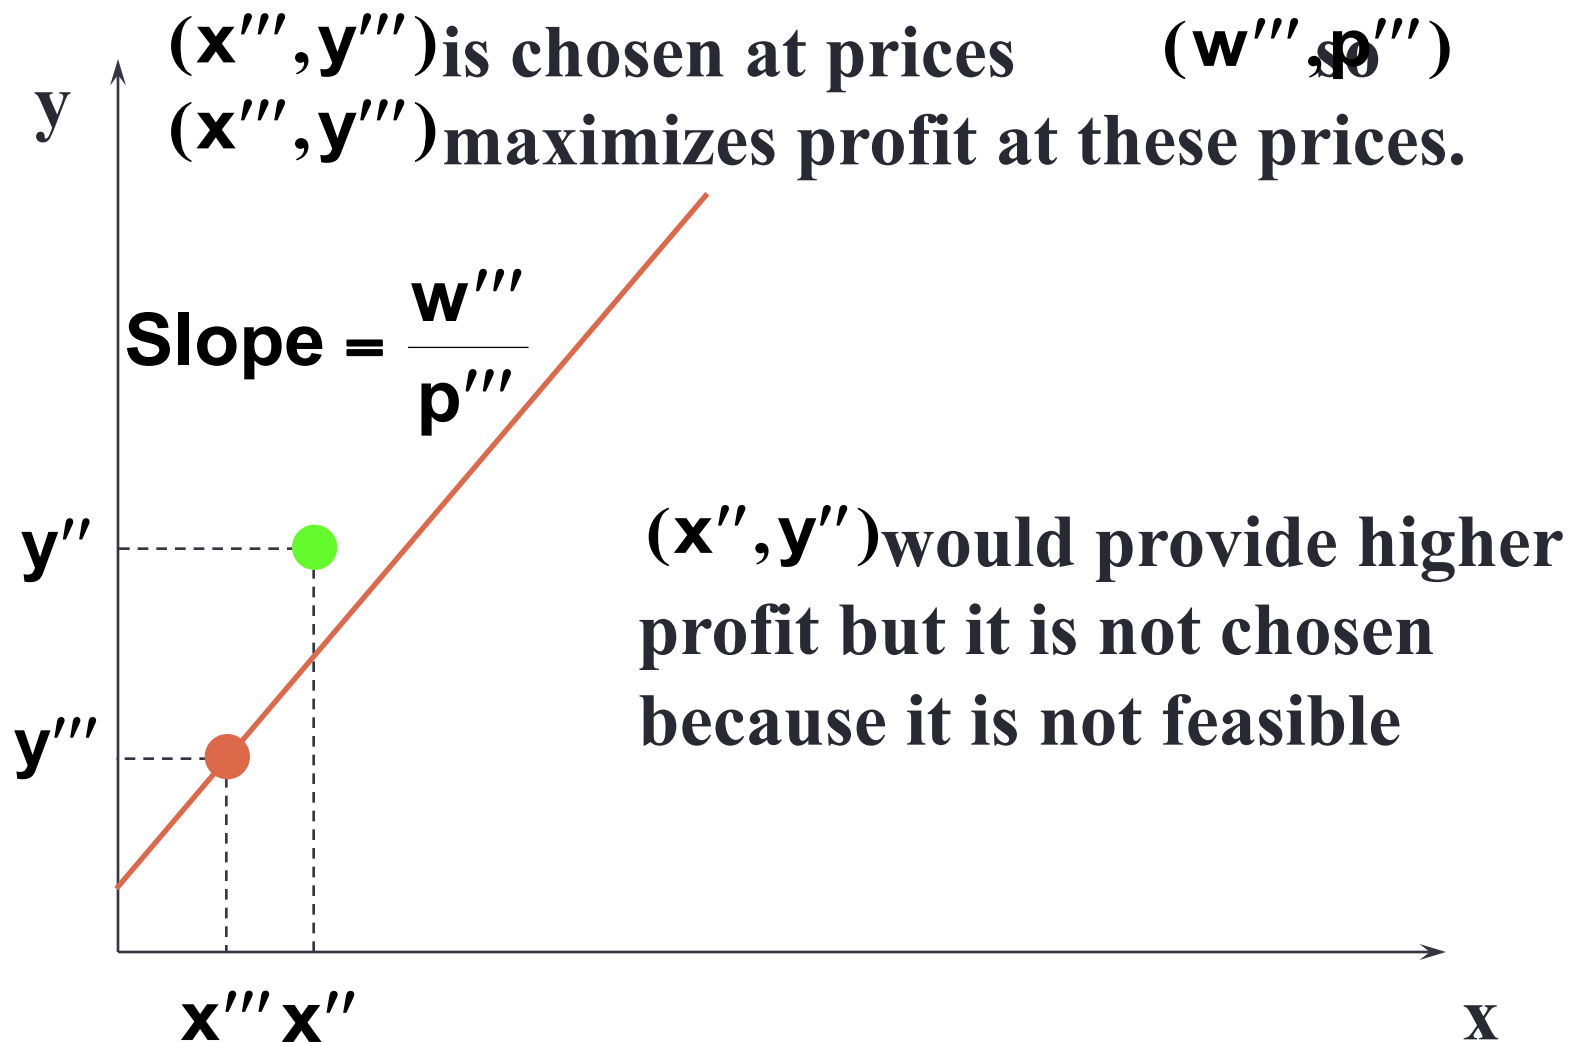 (x′′′,y′′′) is chosen at prices (w′′′,p′′′) so
y
(x′′′,y′′′) maximizes profit at these prices.
Slope = w′′′
p′′′
(x′′,y′′) would provide higher
y′′
profit but it is not chosen
because it is not feasible
y′′′
x′′′ x′′
x